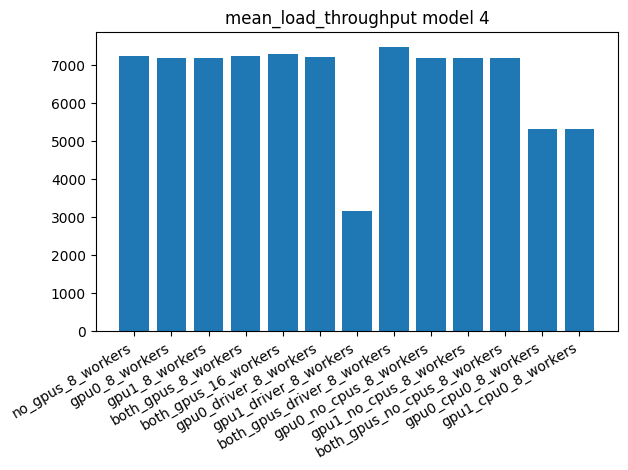 mean_load_throughput model 4
7000
6000
5000
4000
3000
2000
1000
0
no_gpus_8_workers
gpu0_8_workers
gpu1_8_workers
both_gpus_8_workers
both_gpus_16_workers
gpu0_driver_8_workers
gpu1_driver_8_workers
both_gpus_driver_8_workers
gpu0_no_cpus_8_workers
gpu1_no_cpus_8_workers
both_gpus_no_cpus_8_workers
gpu0_cpu0_8_workers
gpu1_cpu0_8_workers